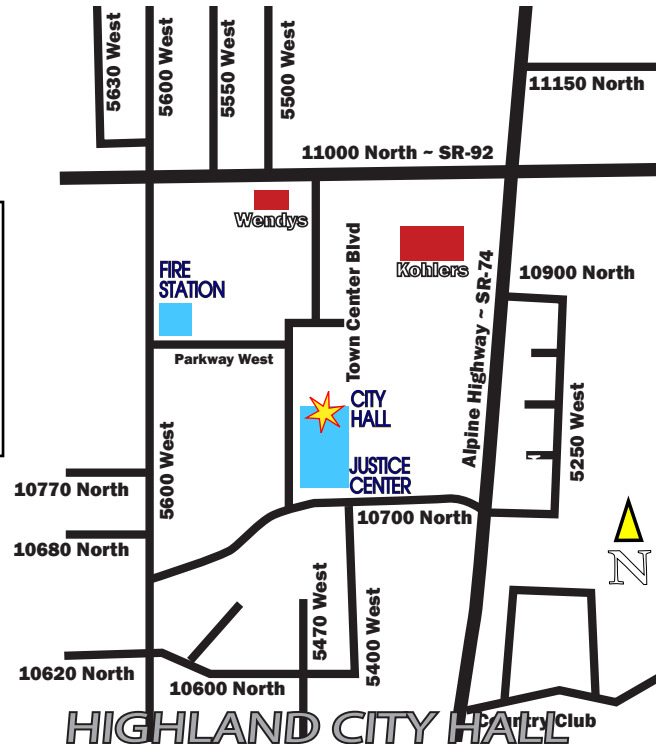 5630 West
5600 West
5550 West
5500 West
11150 North
11000 North ~ SR-92
Wendys
Town Center Blvd
Kohlers
Alpine Highway ~ SR-74
10900 North
FIRE
STATION
Parkway West
CITY
HALL
5250 West
5600 West
JUSTICE
CENTER
10770 North
10700 North
10680 North
N
5470 West
5400 West
10620 North
10600 North
Country Club
HIGHLAND CITY HALL